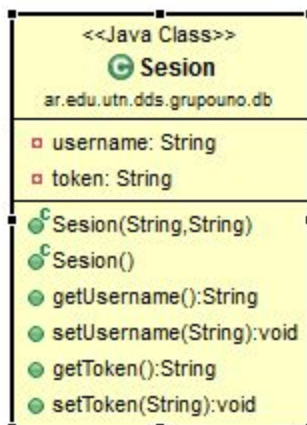 <<Java Class>>
C Sesion
ar.edu.utn.dds.grupouno.db
username: String
token: String
C Sesion(String,String)
C Sesion()
getUsername():String
setUsername(String):void
getToken():String
setToken(String):void